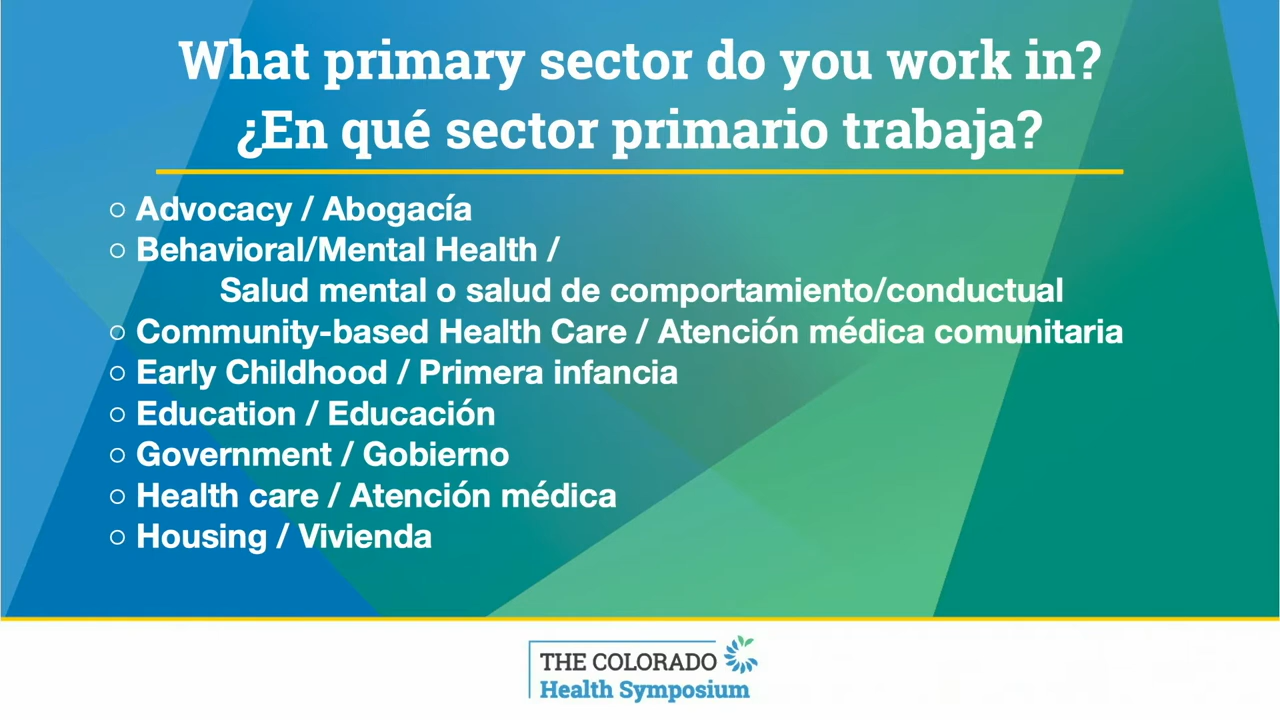 What primary sector do you work in?
¿En qué sector primario trabaja?
○ Advocacy / Abogacía
○ Behavioral/Mental Health /
Salud mental o salud de comportamiento/conductual
○ Community-based Health Care / Atención médica comunitaria
○ Early Childhood / Primera infancia
○ Education / Educación
○ Government / Gobierno
○ Health care / Atención médica
○ Housing / Vivienda
THE COLORADO
Health Symposium